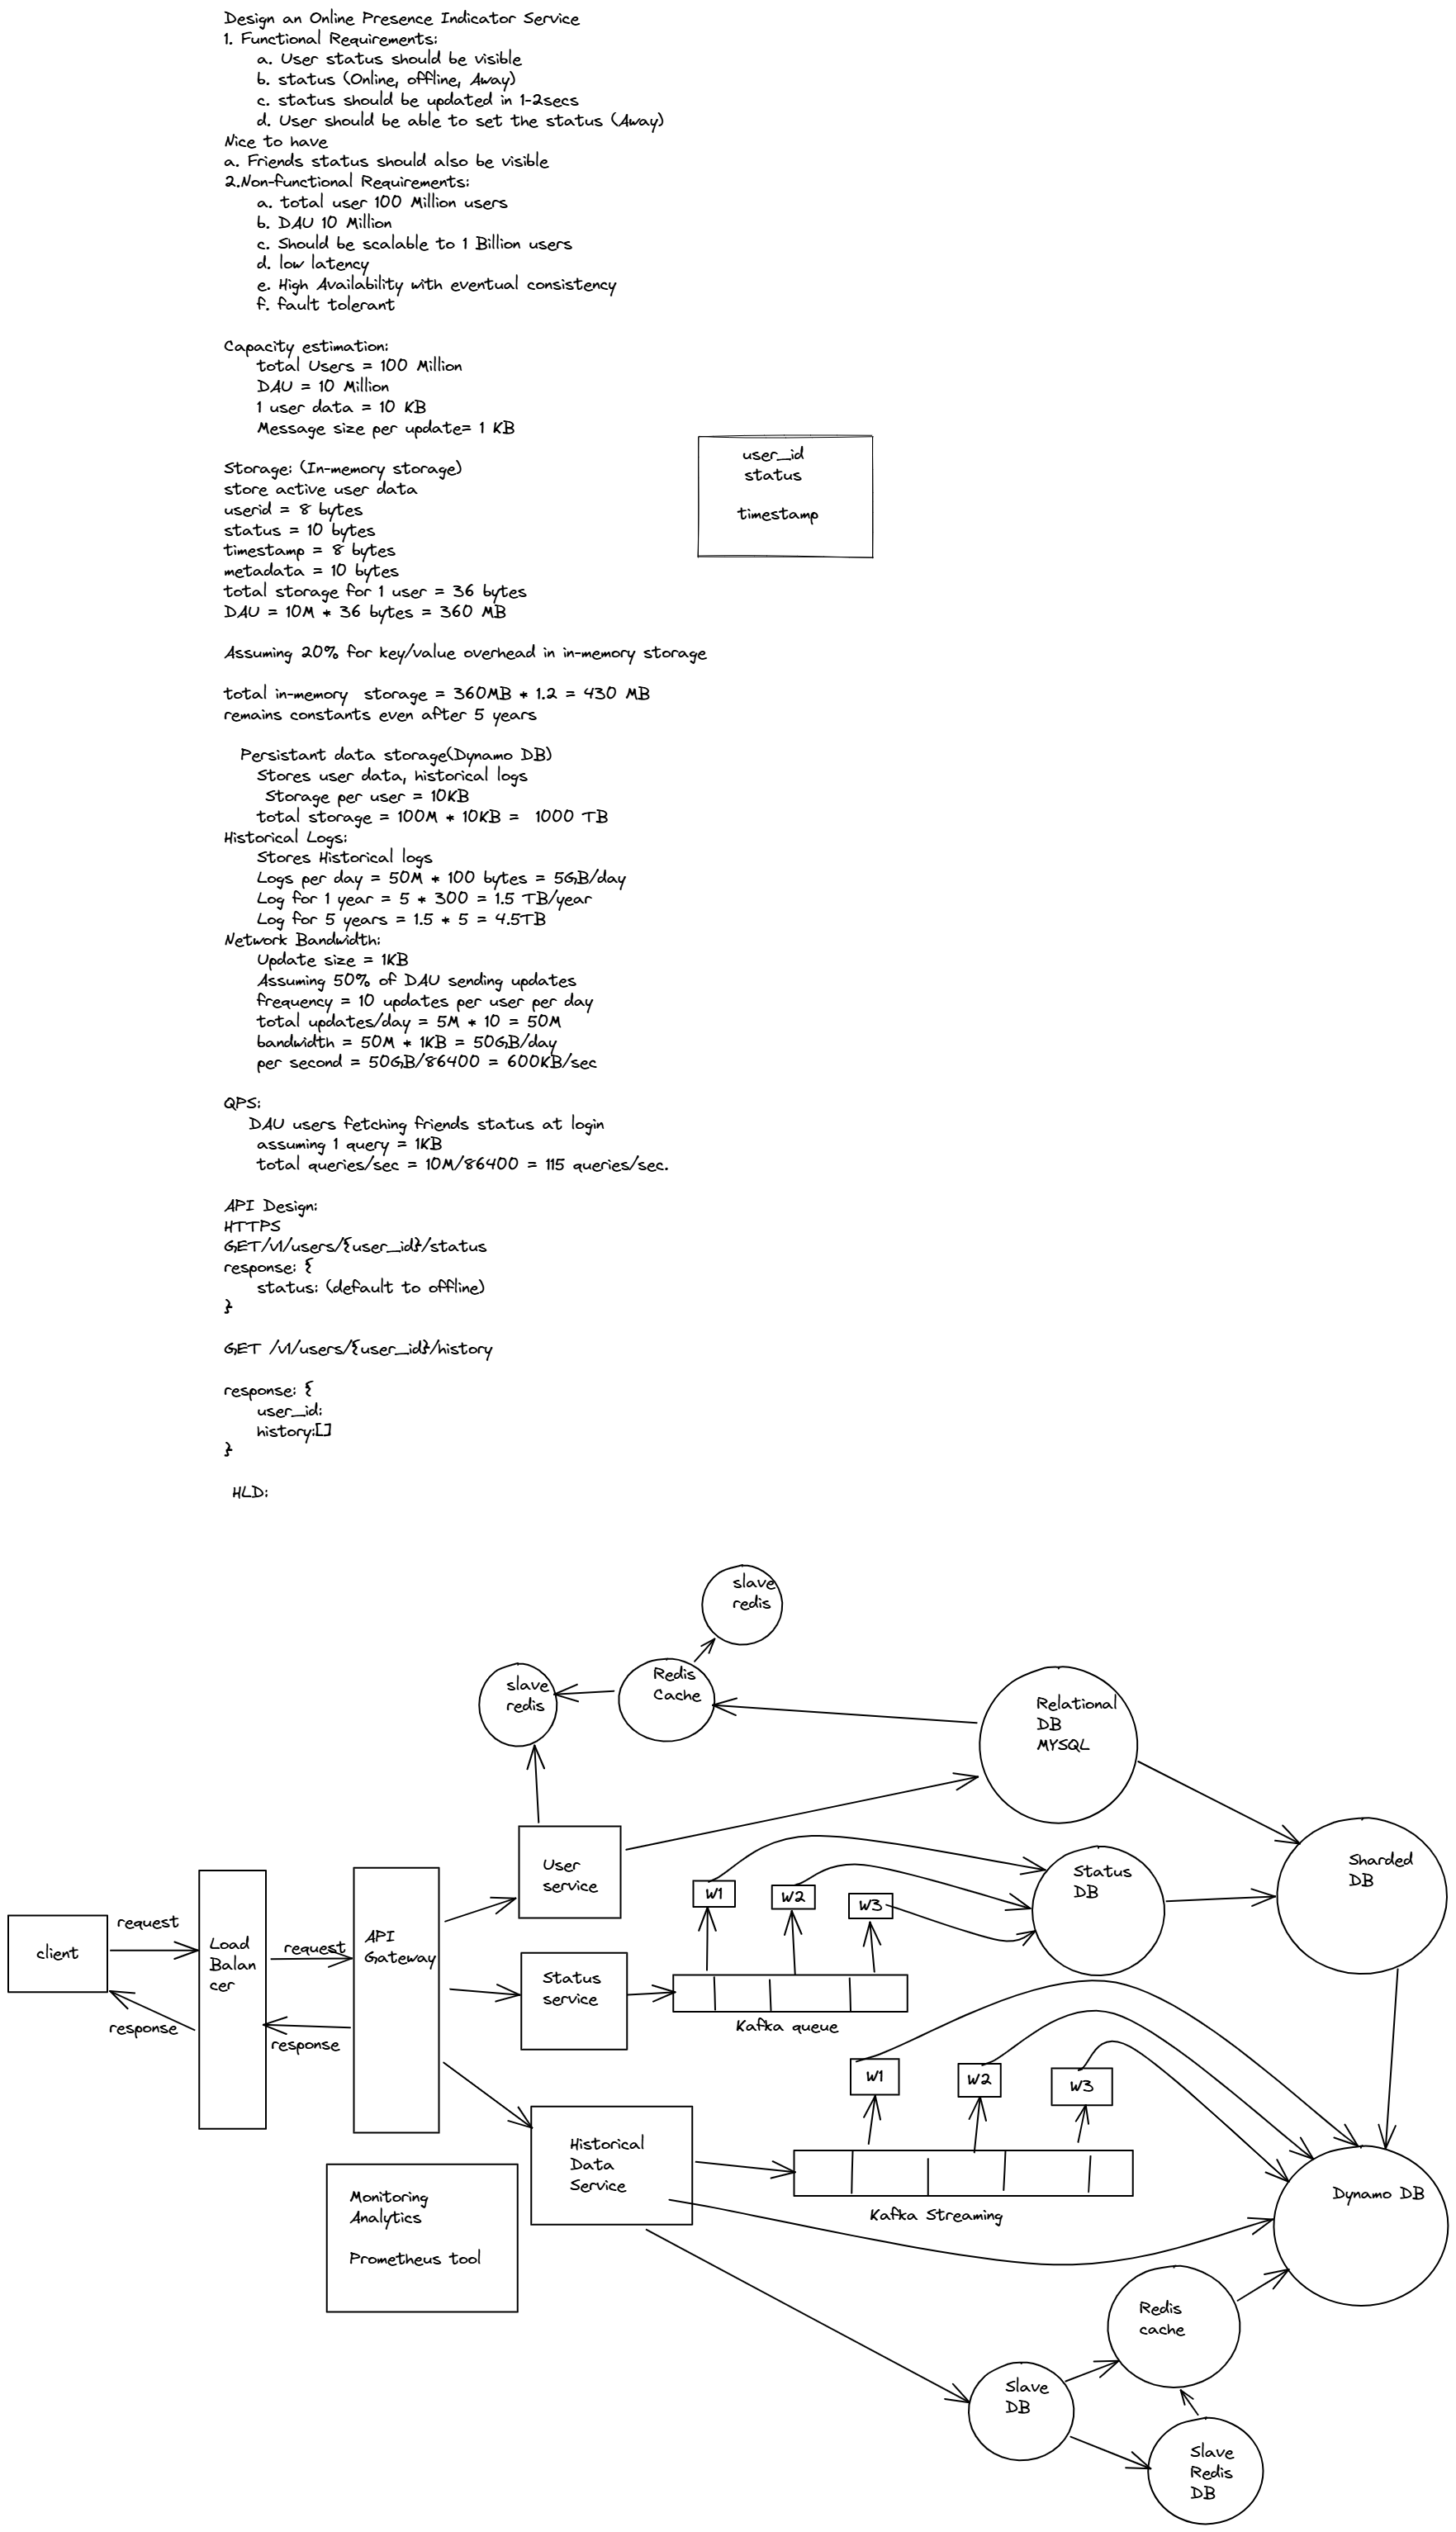 Design an Online Presence Indicator Service
1. Functional Requirements:
a. User status should be visible
b. status (Online, offline, Away)
c. status should be updated in 1-2secs
d. User should be able to set the status (Away)
Nice to have
a. Friends status should also be visible
2.Non-functional Requirements:
a. total user 100 Million users
b. DAU 10 Million
c. Should be scalable to 1 Billion users
d. low latency
e. High Availability with eventual consistency
f. fault tolerant
Capacity estimation:
total Users = 100 Million
DAU = 10 Million
1 user data = 10 KB
Message size per update= 1 KB
user_id
status
timestamp
Storage: (In-memory storage)
store active user data
userid = 8 bytes
status = 10 bytes
timestamp = 8 bytes
metadata = 10 bytes
total storage for 1 user = 36 bytes
DAU = 10M * 36 bytes = 360 MB
Assuming 20% for key/value overhead in in-memory storage
total in-memory  storage = 360MB * 1.2 = 430 MB
remains constants even after 5 years
Persistant data storage(Dynamo DB)
Stores user data, historical logs
Storage per user = 10KB
total storage = 100M * 10KB =  1000 TB
Historical Logs:
Stores Historical logs
Logs per day = 50M * 100 bytes = 5GB/day
Log for 1 year = 5 * 300 = 1.5 TB/year
Log for 5 years = 1.5 * 5 = 4.5TB
Network Bandwidth:
Update size = 1KB
Assuming 50% of DAU sending updates
frequency = 10 updates per user per day
total updates/day = 5M * 10 = 50M
bandwidth = 50M * 1KB = 50GB/day
per second = 50GB/86400 = 600KB/sec
QPS:
DAU users fetching friends status at login
assuming 1 query = 1KB
total queries/sec = 10M/86400 = 115 queries/sec.
API Design:
HTTPS
GET/v1/users/{user_id}/status
response: {
status: (default to offline)
}
GET /v1/users/{user_id}/history
response: {
user_id:
history:[]
}
HLD:
slave
redis
slave
redis
Redis
Cache
Relational
DB
MYSQL
User
service
W1
W2
W3
Status
DB
Sharded
DB
client
request
response
Load
Balan
cer
request
response
API
Gateway
Status
service
Kafka queue
W1
W2
W3
Historical
Data
Service
Kafka Streaming
Dynamo DB
Monitoring
Analytics
Prometheus tool
Redis
cache
Slave
DB
Slave
Redis
DB